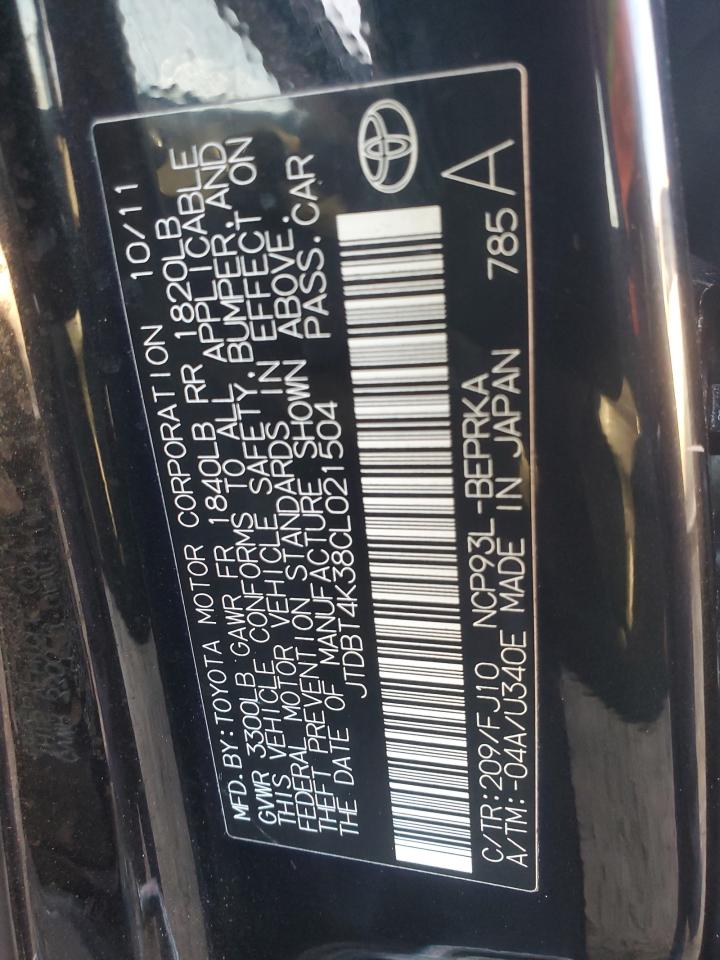 MFD. BY: TOYOTA MOTOR CORPORATION 10/11
GVWR 3300LB GAWR FR 1840LB RR 1820LB
THIS VEHICLE CONFORMS TO ALL APPLICABLE
FEDERAL MOTOR VEHICLE SAFETY, BUMPER, AND
THEFT PREVENTION STANDARDS IN EFFECT ON
THE DATE OF MANUFACTURE SHOWN ABOVE.
JTDBT4K38CL021504 PASS. CAR
C/TR:209/FJ10 NCP93L-BEPRKA 785 A
A/TM:-04A/U340E MADE IN JAPAN